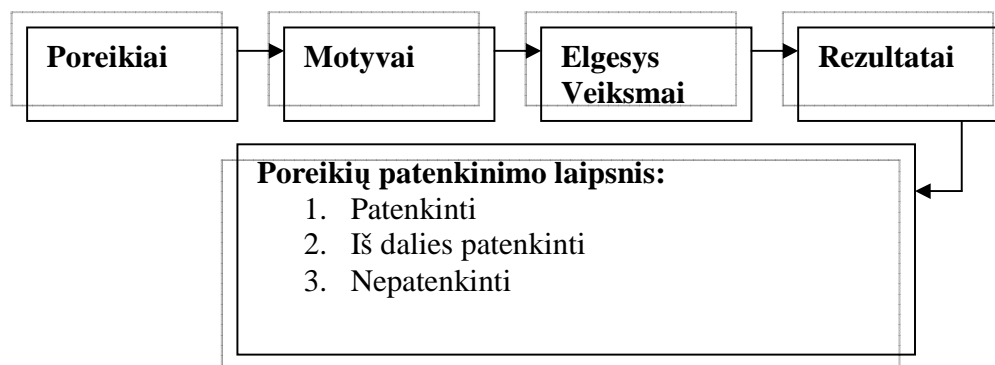 Poreikiai
Motyvai
Elgesys
Veiksmai
Rezultatai
Poreikių patenkinimo laipsnis:
1. Patenkinti
2. Iš dalies patenkinti
3. Nepatenkinti